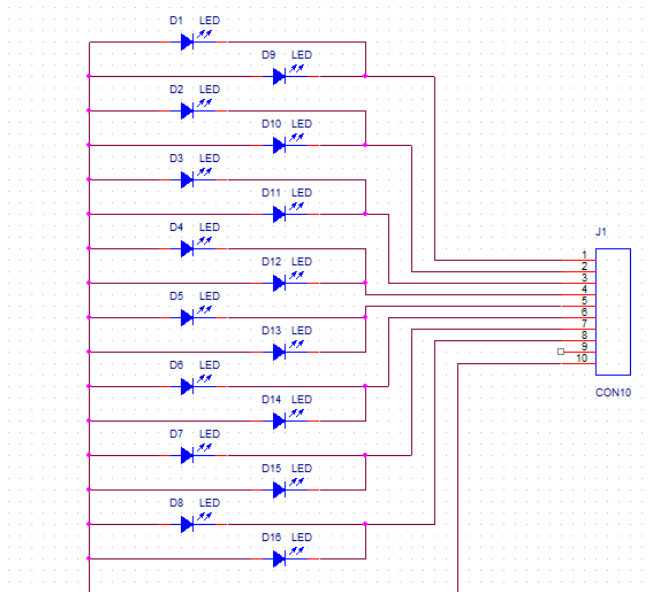 D1 LED
D9 LED
D2 LED
D10 LED
D3 LED
D11 LED
D4 LED
J1
D12 LED
1
2
3
4
D5 LED
5
6
D13 LED
7
8
9
D6 LED
10
CON10
D14 LED
D7 LED
D15 LED
D8 LED
D16 LED